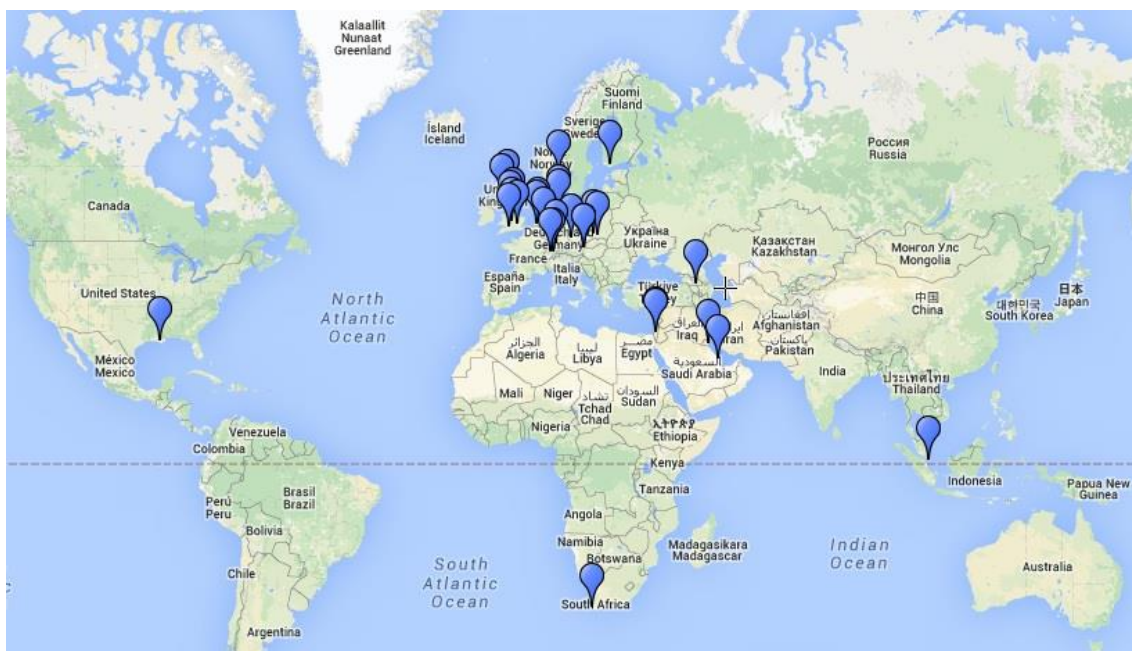 Kalaallit
Nunaat
Greenland
Suomi
Finland
Ísland
Iceland
Sverige
Россия
Russia
Canada
Україна
Ukraine
Қазақстан
Kazakhstan
Монгол Улс
Mongolia
France
España
Spain
Italia
Italy
Germany
United States
North
Atlantic
Ocean
中国
China
대한민국
South Korea
日本
Japan
México
Mexico
الجزائر
Algeria
ليبيا
Libya
مصر
Egypt
العراق
Iraq
افغانستان
Afghanistan
پاکستان
Pakistan
السعودية
Saudi Arabia
India
ประเทศไทย
Thailand
Mali
Niger
تشاد
Tchad
Chad
السودان
Sudan
Nigeria
Ethiopia
Venezuela
Colombia
Kenya
Indonesia
Papua New
Guinea
Tanzania
Perú
Peru
Brasil
Brazil
Bolivia
Angola
Namibia
Botswana
Madagasikara
Madagascar
Indian
Ocean
Australia
South
Atlantic
Ocean
Chile
South Africa
Argentina